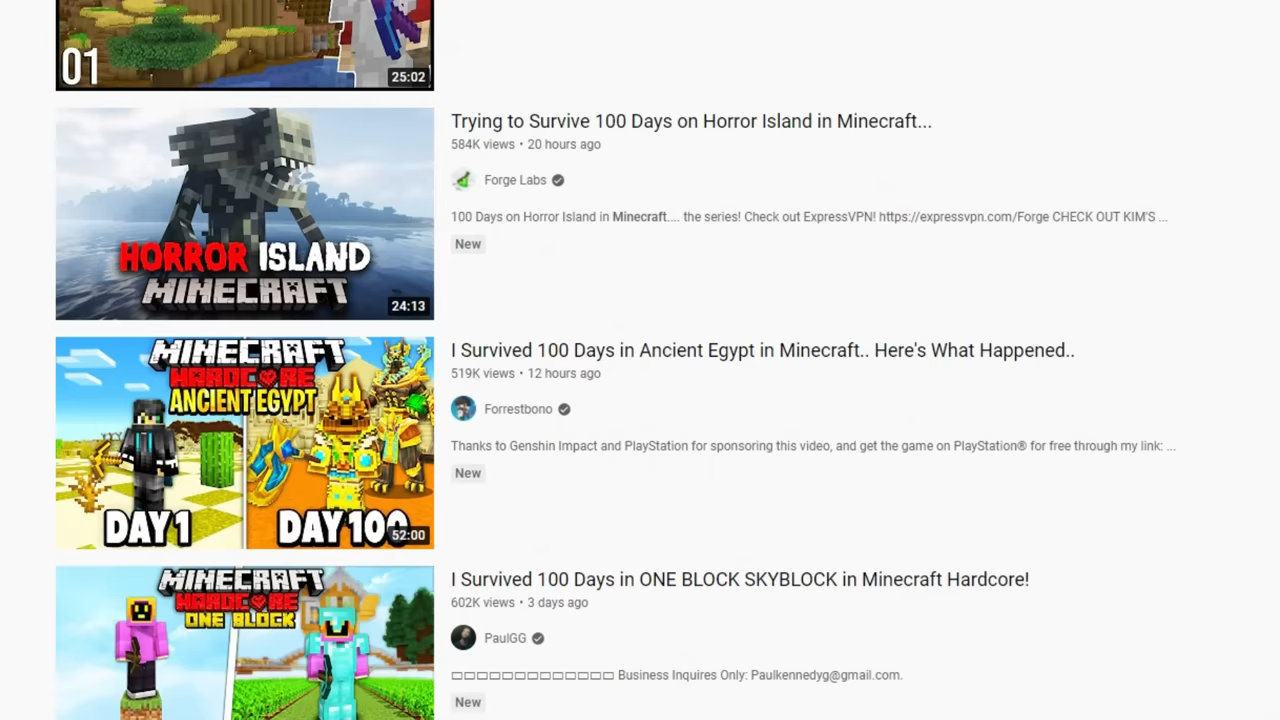 01
25:02
HORROR ISLAND
MINECRAFT
24:13
Trying to Survive 100 Days on Horror Island in Minecraft...
584K views • 20 hours ago
Forge Labs
100 Days on Horror Island in Minecraft.... the series! Check out ExpressVPN! https://expressvpn.com/Forge CHECK OUT KIM'S ...
New
MINECRAFT
HARDCORE
ANCIENT EGYPT
DAY 1
DAY 100
52:00
I Survived 100 Days in Ancient Egypt in Minecraft.. Here's What Happened..
519K views • 12 hours ago
Forrestbono
Thanks to Genshin Impact and PlayStation for sponsoring this video, and get the game on PlayStation® for free through my link: ...
New
MINECRAFT
HARDCORE
ONE BLOCK
I Survived 100 Days in ONE BLOCK SKYBLOCK in Minecraft Hardcore!
602K views • 3 days ago
PaulGG
□□□□□□□□□□□□□ Business Inquires Only: Paulkennedyg@gmail.com.
New